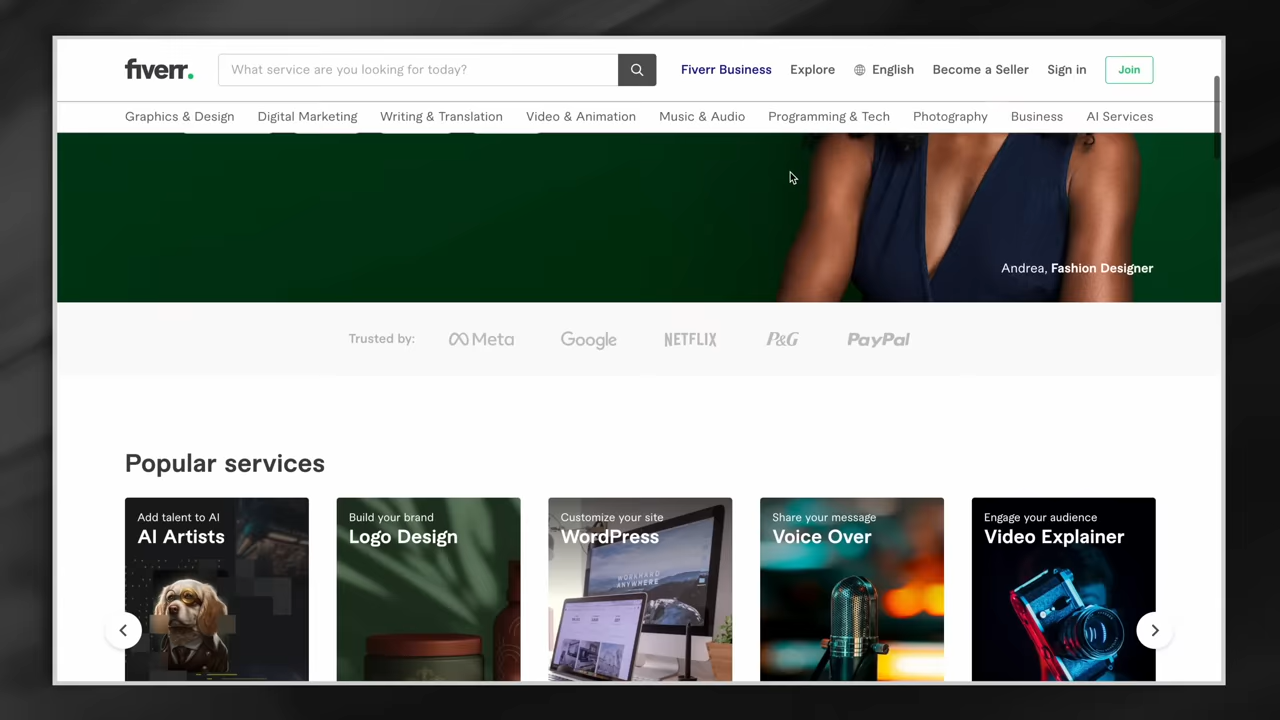 fiverr.
What service are you looking for today?
Fiverr Business
Explore
English
Become a Seller
Sign in
Join
Graphics & Design
Digital Marketing
Writing & Translation
Video & Animation
Music & Audio
Programming & Tech
Photography
Business
AI Services
Andrea, Fashion Designer
Trusted by:
Meta
Google
NETFLIX
P&G
PayPal
Popular services
Add talent to AI
AI Artists
Build your brand
Logo Design
Customize your site
WordPress
Share your message
Voice Over
Engage your audience
Video Explainer
WORK HARD
ANYWHERE